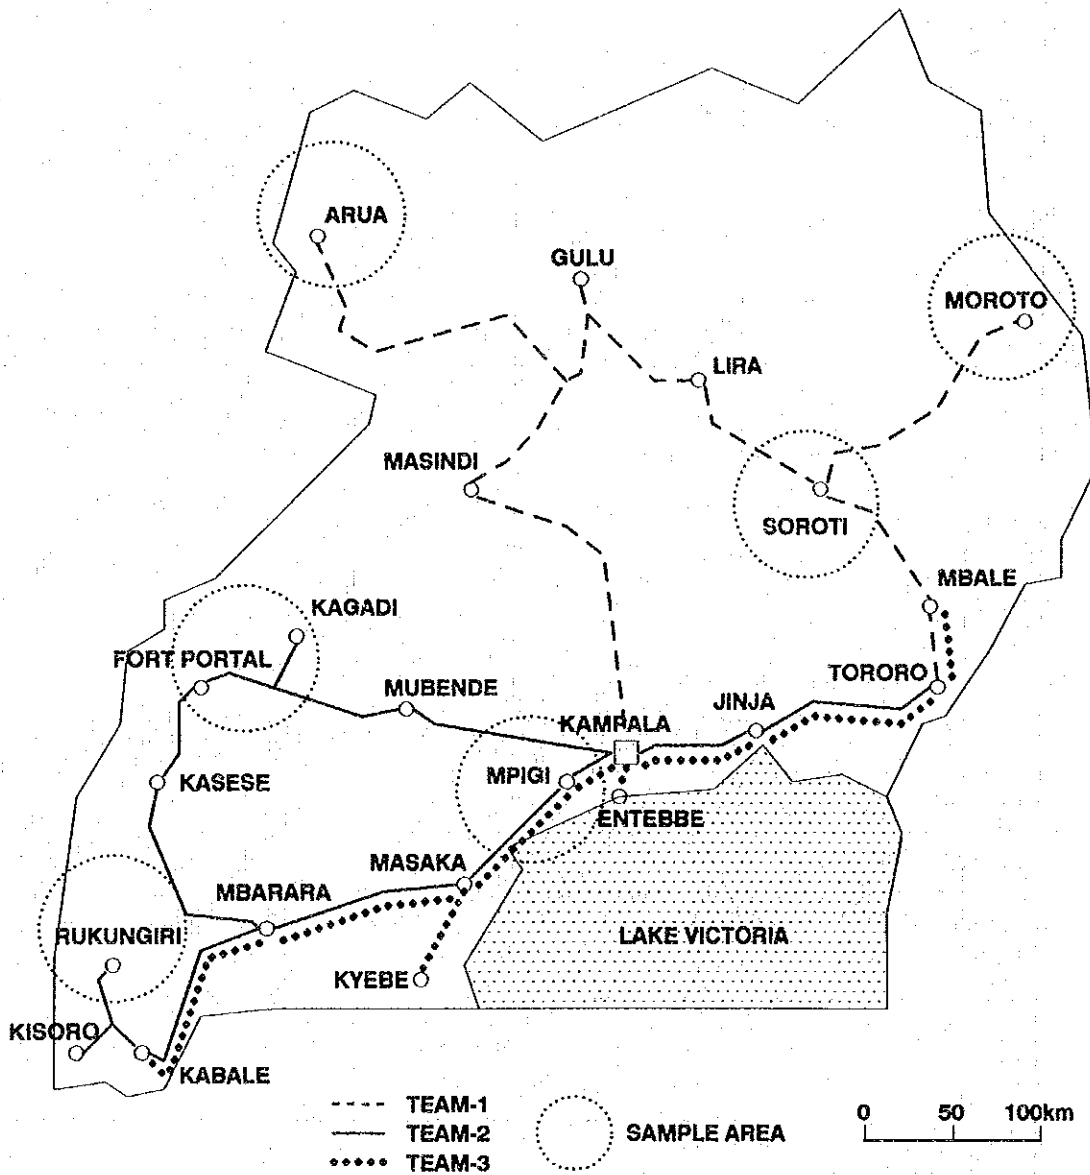 ARUA
GULU
MOROTO
LIRA
MASINDI
SOROTI
MBALE
KAGADI
FORT PORTAL
TORORO
MUBENDE
JINJA
KAMPALA
MPIGI
KASESE
ENTEBBE
MASAKA
MBARARA
RUKUNGIRI
LAKE VICTORIA
KYEBE
KISORO
KABALE
TEAM-1
TEAM-2
TEAM-3
SAMPLE AREA
0 50 100km